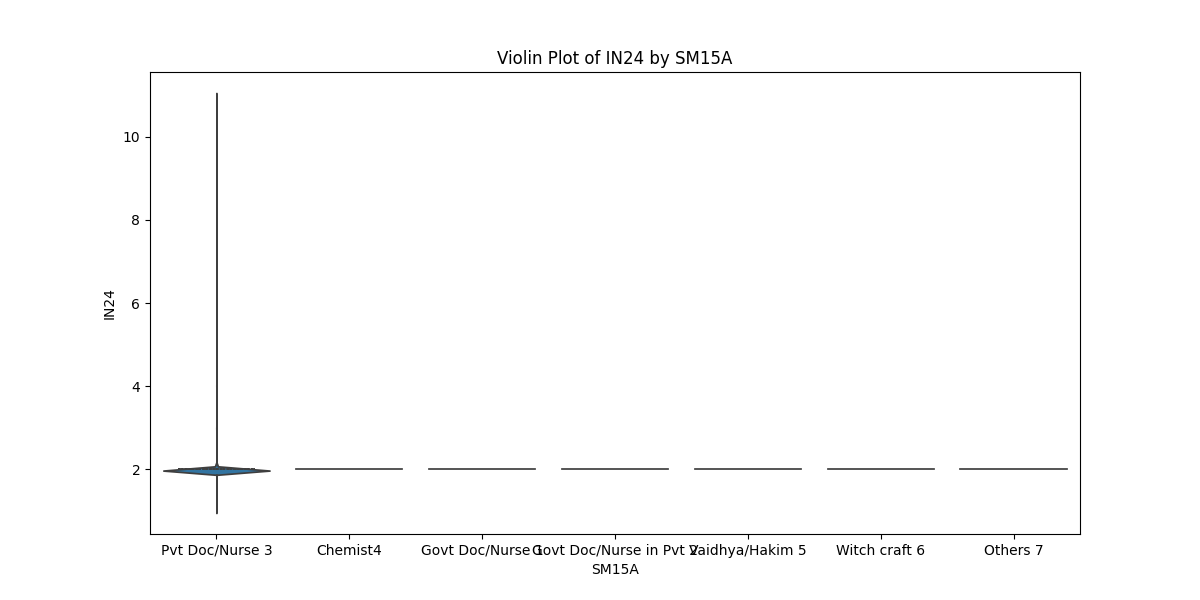 Violin Plot of IN24 by SM15A
10
8
6
4
2
IN24
Pvt Doc/Nurse 3 Chemist4 Govt Doc/Nurse 1 Govt Doc/Nurse in Pvt 2 Vaidhya/Hakim 5 Witch craft 6 Others 7
SM15A